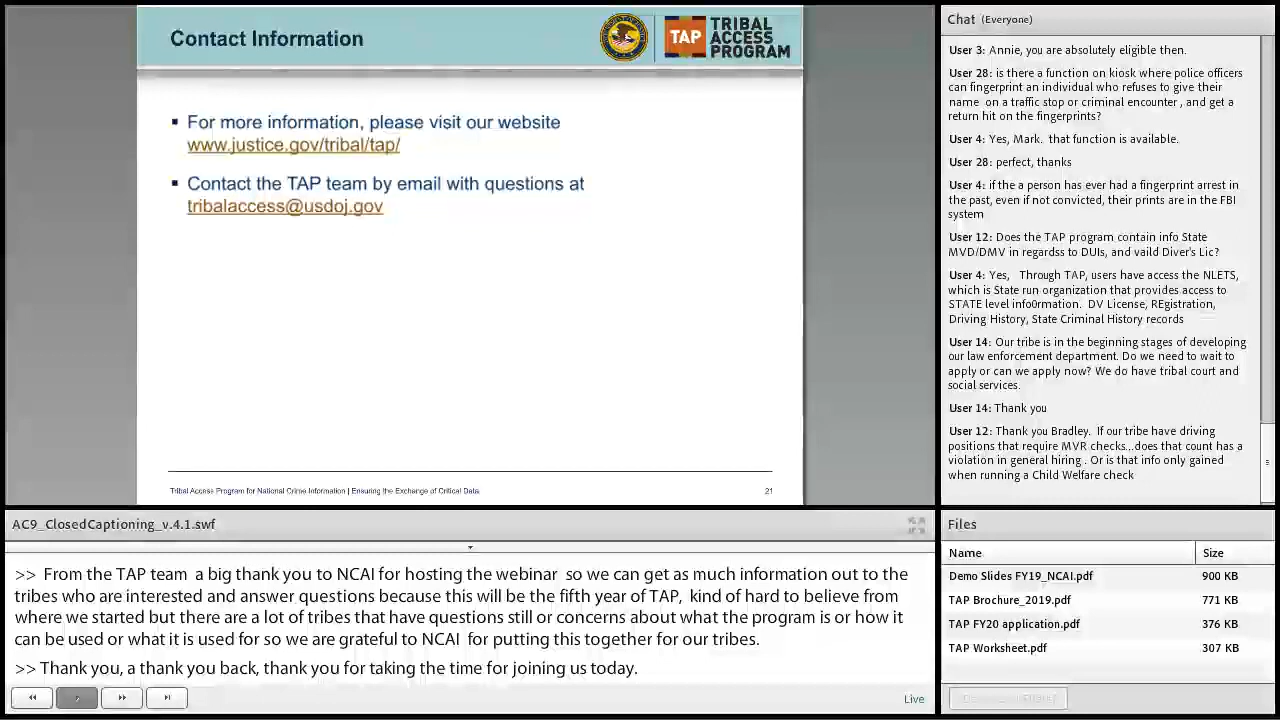 Contact Information
TAP
TRIBAL
ACCESS
PROGRAM
▪ For more information, please visit our website
www.justice.gov/tribal/tap/
▪ Contact the TAP team by email with questions at
tribalaccess@usdoj.gov
Tribal Access Program for National Crime Information | Ensuring the Exchange of Critical Data
21
Chat (Everyone)
User 3: Annie, you are absolutely eligible then.
User 28: is there a function on kiosk where police officers
can fingerprint an individual who refuses to give their
name on a traffic stop or criminal encounter , and get a
return hit on the fingerprints?
User 4: Yes, Mark. that function is available.
User 28: perfect, thanks
User 4: if the a person has ever had a fingerprint arrest in
the past, even if not convicted, their prints are in the FBI
system
User 12: Does the TAP program contain info State
MVD/DMV in regardss to DUIs, and vaild Diver's Lic?
User 4: Yes, Through TAP, users have access the NLETS,
which is State run organization that provides access to
STATE level info0rmation. DV License, REgistration,
Driving History, State Criminal History records
User 14: Our tribe is in the beginning stages of developing
our law enforcement department. Do we need to wait to
apply or can we apply now? We do have tribal court and
social services.
User 14: Thank you
User 12: Thank you Bradley. If our tribe have driving
positions that require MVR checks...does that count has a
violation in general hiring . Or is that info only gained
when running a Child Welfare check
AC9_ClosedCaptioning_v.4.1.swf
>> From the TAP team a big thank you to NCAI for hosting the webinar so we can get as much information out to the
tribes who are interested and answer questions because this will be the fifth year of TAP, kind of hard to believe from
where we started but there are a lot of tribes that have questions still or concerns about what the program is or how it
can be used or what it is used for so we are grateful to NCAI for putting this together for our tribes.
>> Thank you, a thank you back, thank you for taking the time for joining us today.
Live
Files
Name Size
Demo Slides FY19_NCAI.pdf 900 KB
TAP Brochure_2019.pdf 771 KB
TAP FY20 application.pdf 376 KB
TAP Worksheet.pdf 307 KB